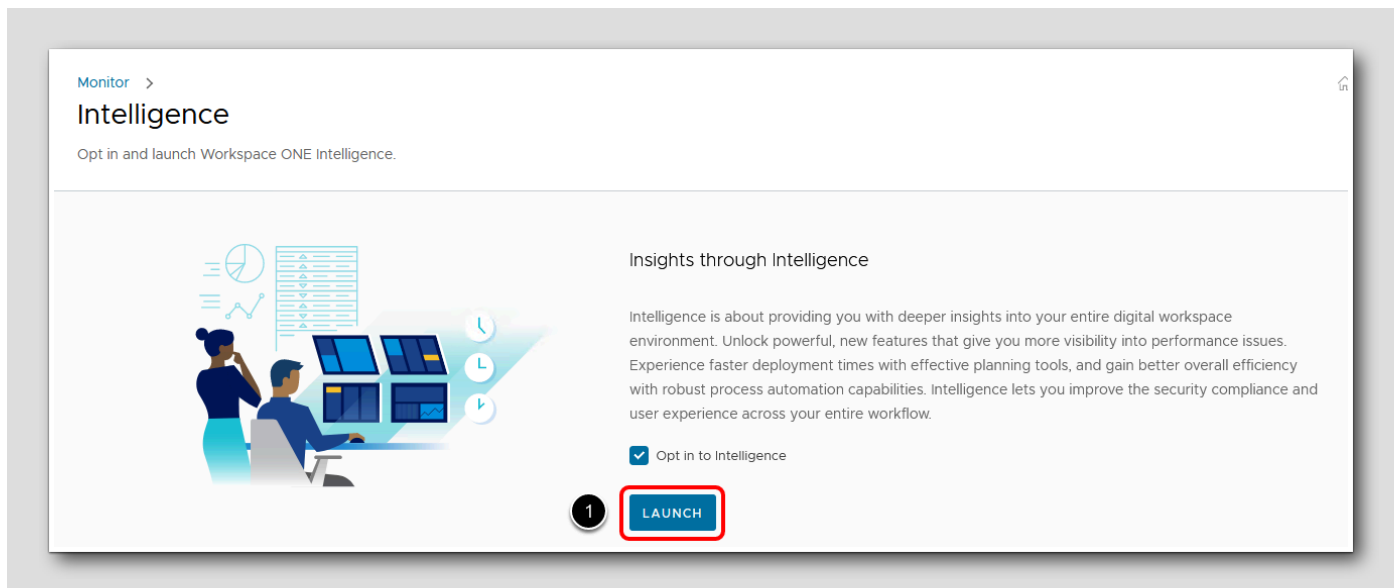 Monitor >
Intelligence
Opt in and launch Workspace ONE Intelligence.
Insights through Intelligence
Intelligence is about providing you with deeper insights into your entire digital workspace
environment. Unlock powerful, new features that give you more visibility into performance issues.
Experience faster deployment times with effective planning tools, and gain better overall efficiency
with robust process automation capabilities. Intelligence lets you improve the security compliance and
user experience across your entire workflow.
Opt in to Intelligence
1 LAUNCH